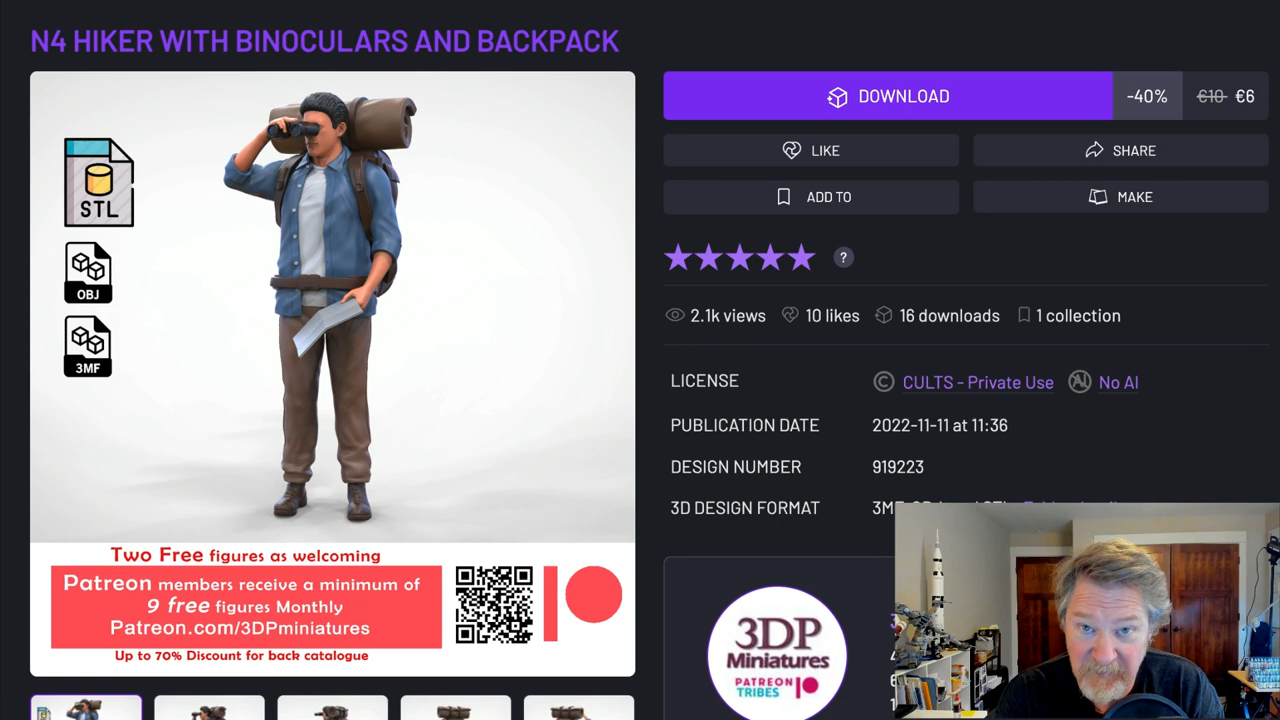 N4 HIKER WITH BINOCULARS AND BACKPACK
STL
OBJ
3MF
Two Free figures as welcoming
Patreon members receive a minimum of
9 free figures Monthly
Patreon.com/3DPminiatures
Up to 70% Discount for back catalogue
DOWNLOAD
-40%
€10 €6
LIKE
SHARE
ADD TO
MAKE
?
2.1k views
10 likes
16 downloads
1 collection
LICENSE
© CULTS - Private Use
AI No AI
PUBLICATION DATE
2022-11-11 at 11:36
DESIGN NUMBER
919223
3D DESIGN FORMAT
3DP
Miniatures
PATREON
TRIBES